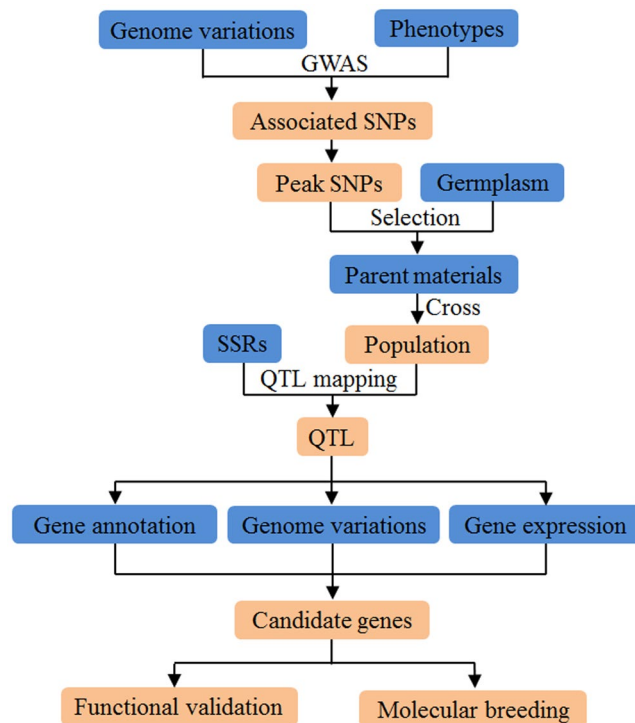 Genome variations
Phenotypes
GWAS
Associated SNPs
Peak SNPs
Germplasm
Selection
Parent materials
Cross
SSRs
Population
QTL mapping
QTL
Gene annotation
Genome variations
Gene expression
Candidate genes
Functional validation
Molecular breeding